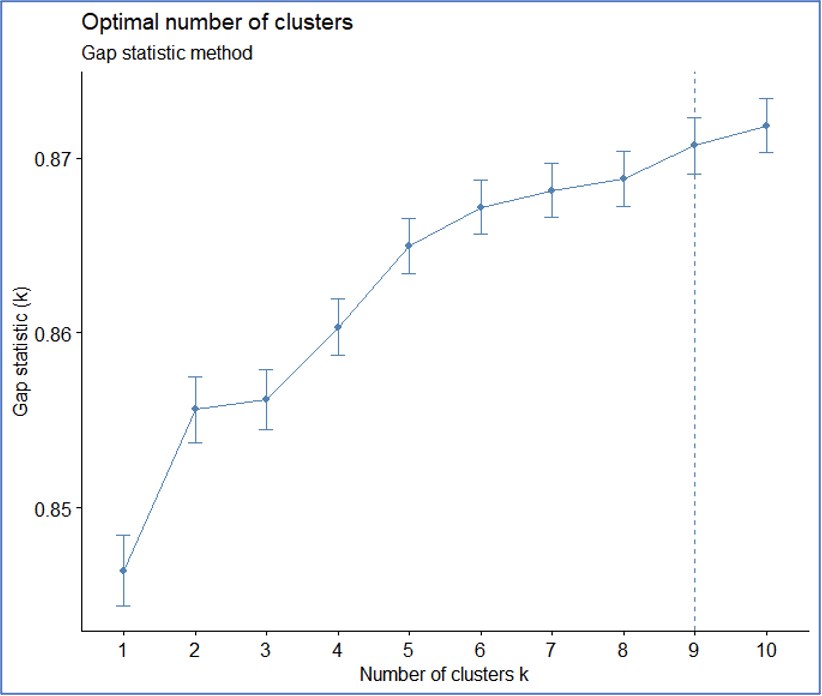 Optimal number of clusters
Gap statistic method
Gap statistic (k)
0.87
0.86
0.85
1 2 3 4 5 6 7 8 9 10
Number of clusters k